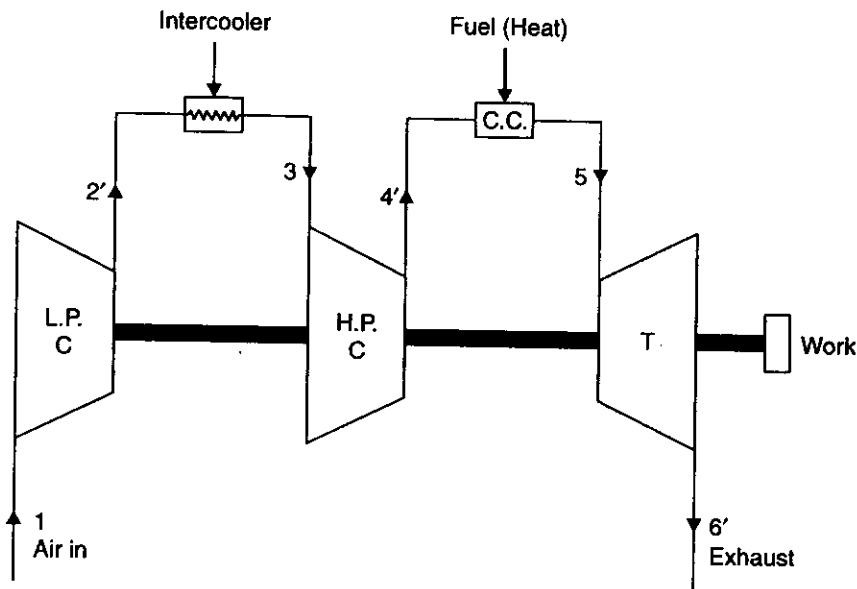 Intercooler
Fuel (Heat)
C.C.
3
5
2′
4′
L.P.
C
H.P.
C
T
Work
1
Air in
6′
Exhaust